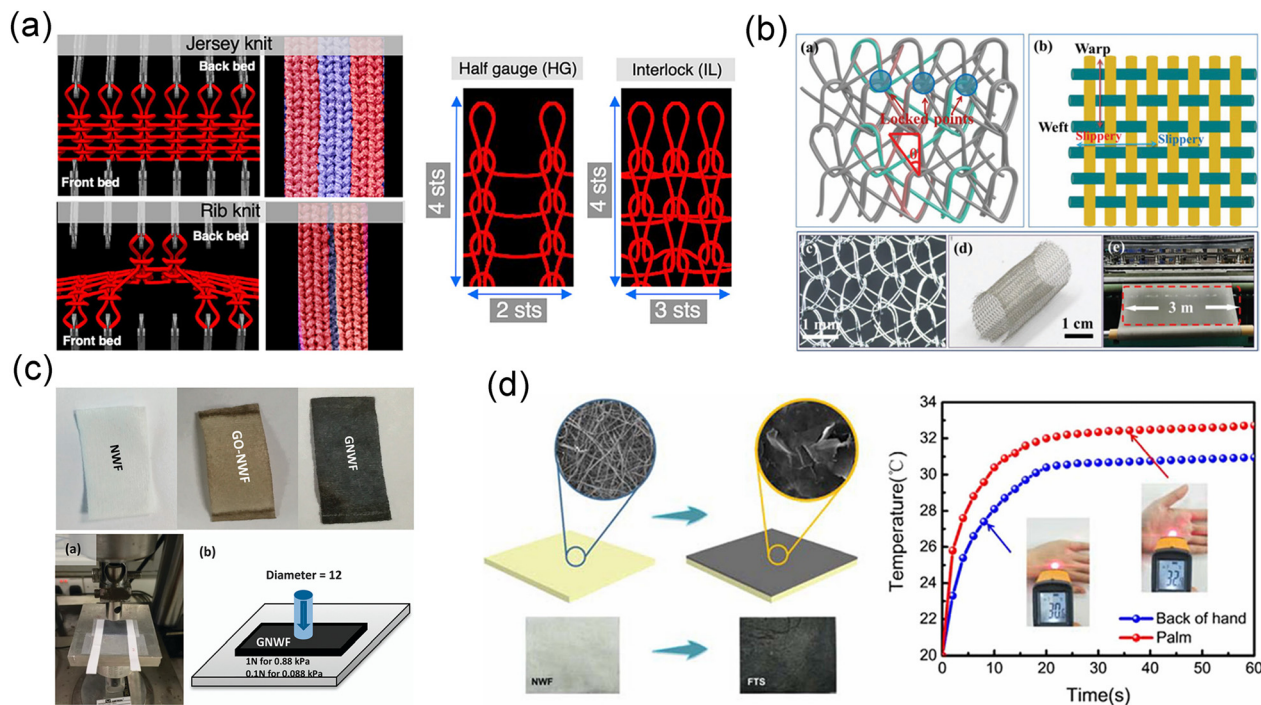 (a)
Jersey knit
Back bed
Front bed
Rib knit
Back bed
Front bed
Half gauge (HG)
4 sts
2 sts
Interlock (IL)
4 sts
3 sts
(b)
(a)
Locked points
θ
(b)
Warp
Weft
Slippery
Slippery
(c)
1 mm
(d)
1 cm
(e)
3 m
(c)
NWF
GO-NWF
GNWF
(a)
(b)
Diameter = 12
GNWF
1N for 0.88 kPa
0.1N for 0.088 kPa
(d)
NWF
FTS
Temperature(℃)
34
32
30
28
26
24
22
20
0
10
20
30
40
50
60
Time(s)
30.6
32
Back of hand
Palm